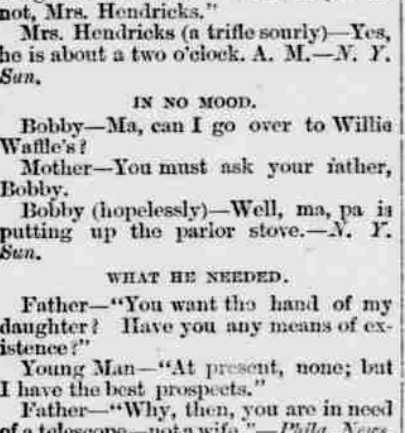 not, Mrs. Hendricks."
Mrs. Hendricks (a trifle sourly)—Yes,
he is about a two o'clock. A. M.—N. Y.
Sun.
IN NO MOOD.
Bobby—Ma, can I go over to Willie
Waffle's?
Mother—You must ask your father,
Bobby.
Bobby (hopelessly)—Well, ma, pa is
putting up the parlor stove.—N. Y.
Sun.
WHAT HE NEEDED.
Father—"You want tho hand of my
daughter? Have you any means of ex-
istence?"
Young Man—"At present, none; but
I have the best prospects."
Father—"Why, then, you are in need
of a telescope—not a wife."—Phila. News.